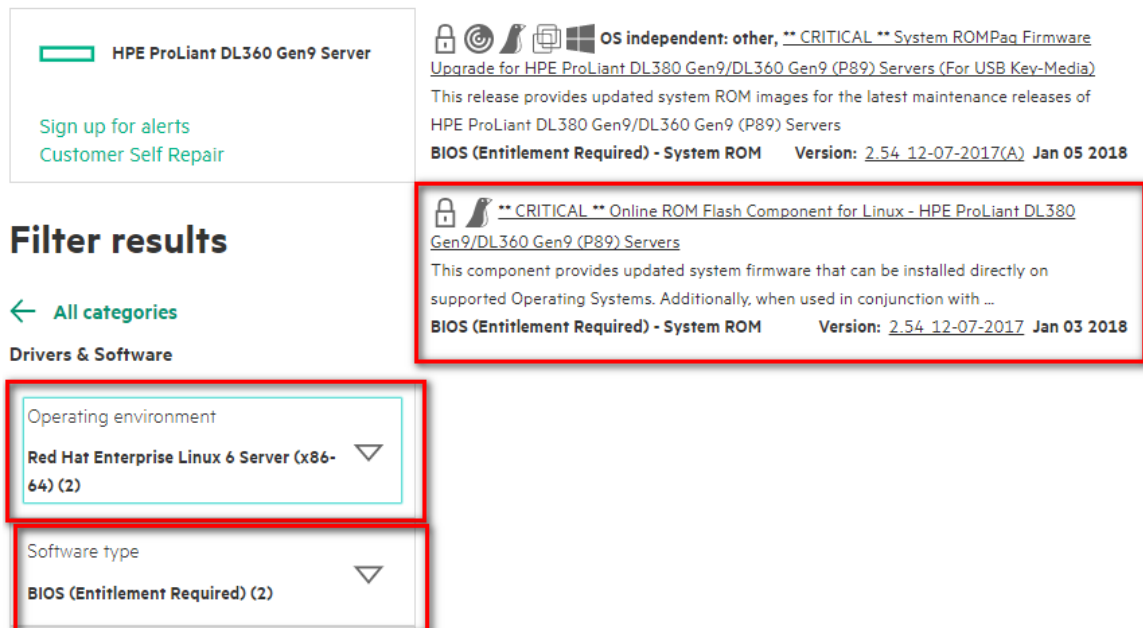 HPE ProLiant DL360 Gen9 Server
Sign up for alerts
Customer Self Repair
Filter results
All categories
Drivers & Software
Operating environment
Red Hat Enterprise Linux 6 Server (x86-
64) (2)
Software type
BIOS (Entitlement Required) (2)
OS independent: other, ** CRITICAL ** System ROMPaq Firmware
Upgrade for HPE ProLiant DL380 Gen9/DL360 Gen9 (P89) Servers (For USB Key-Media)
This release provides updated system ROM images for the latest maintenance releases of
HPE ProLiant DL380 Gen9/DL360 Gen9 (P89) Servers
BIOS (Entitlement Required) - System ROM Version: 2.54_12-07-2017(A) Jan 05 2018
** CRITICAL ** Online ROM Flash Component for Linux - HPE ProLiant DL380
Gen9/DL360 Gen9 (P89) Servers
This component provides updated system firmware that can be installed directly on
supported Operating Systems. Additionally, when used in conjunction with ...
BIOS (Entitlement Required) - System ROM Version: 2.54_12-07-2017 Jan 03 2018